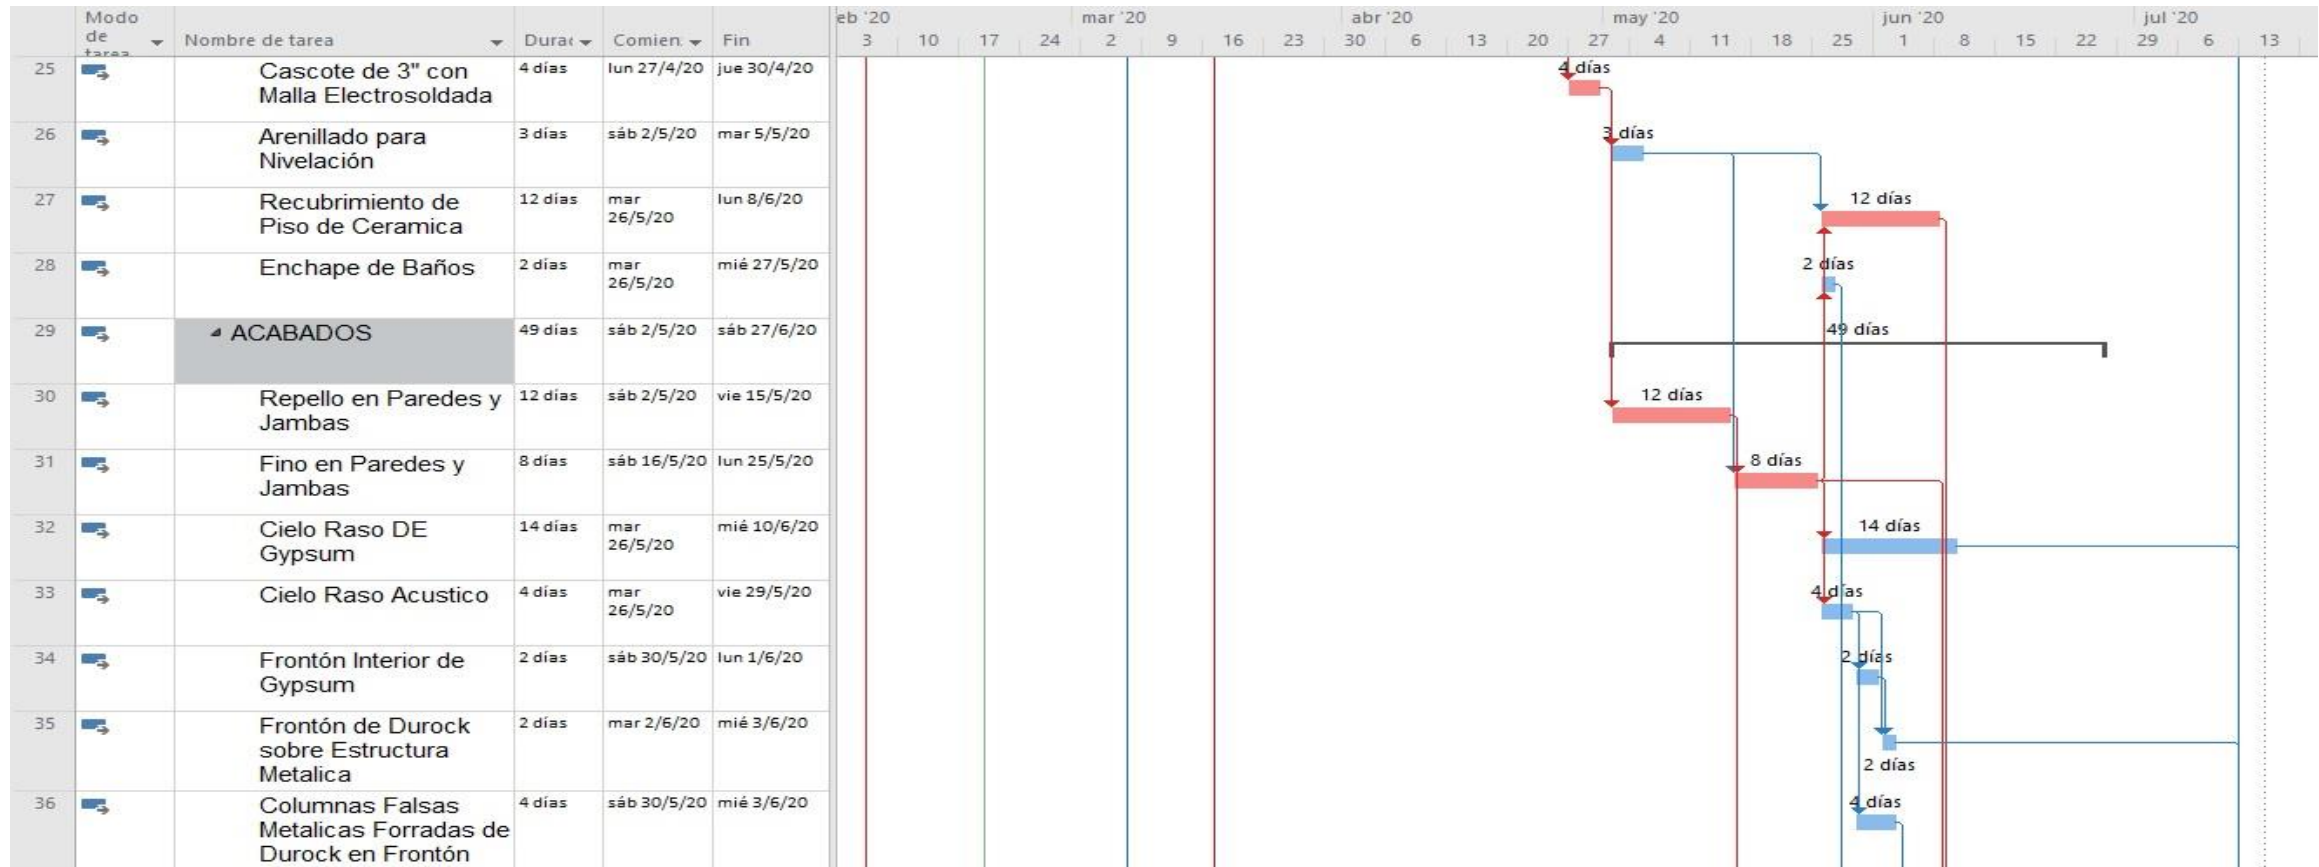 Modo de tarea Nombre de tarea Durac Comien: Fin
eb '20 mar '20 abr '20 may '20 jun '20 jul '20
3 10 17 24 2 9 16 23 30 6 13 20 27 4 11 18 25 1 8 15 22 29 6 13
25 Cascote de 3" con Malla Electrosoldada 4 días lun 27/4/20 jue 30/4/20 4 días
26 Arenillado para Nivelación 3 días sáb 2/5/20 mar 5/5/20 3 días
27 Recubrimiento de Piso de Ceramica 12 días mar 26/5/20 lun 8/6/20 12 días
28 Enchape de Baños 2 días mar 26/5/20 mié 27/5/20 2 días
29 ACABADOS 49 días sáb 2/5/20 sáb 27/6/20 49 días
30 Repello en Paredes y Jambas 12 días sáb 2/5/20 vie 15/5/20 12 días
31 Fino en Paredes y Jambas 8 días sáb 16/5/20 lun 25/5/20 8 días
32 Cielo Raso DE Gypsum 14 días mar 26/5/20 mié 10/6/20 14 días
33 Cielo Raso Acustico 4 días mar 26/5/20 vie 29/5/20 4 días
34 Frontón Interior de Gypsum 2 días sáb 30/5/20 lun 1/6/20 2 días
35 Frontón de Durock sobre Estructura Metalica 2 días mar 2/6/20 mié 3/6/20 2 días
36 Columnas Falsas Metalicas Forradas de Durock en Frontón 4 días sáb 30/5/20 mié 3/6/20 4 días